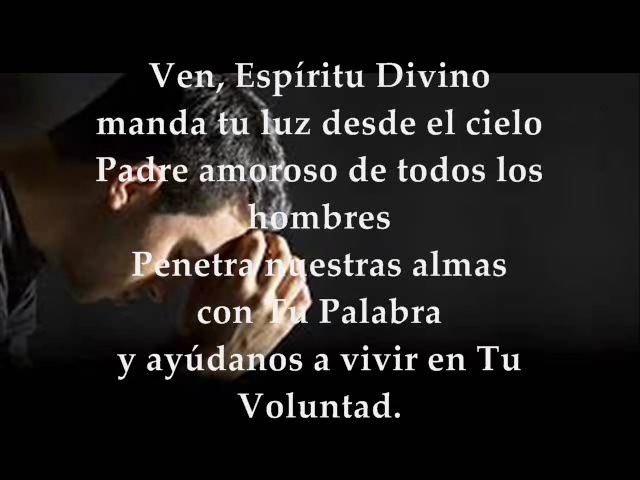 Ven, Espíritu Divino
manda tu luz desde el cielo
Padre amoroso de todos los
hombres
Penetra nuestras almas
con Tu Palabra
y ayúdanos a vivir en Tu
Voluntad.